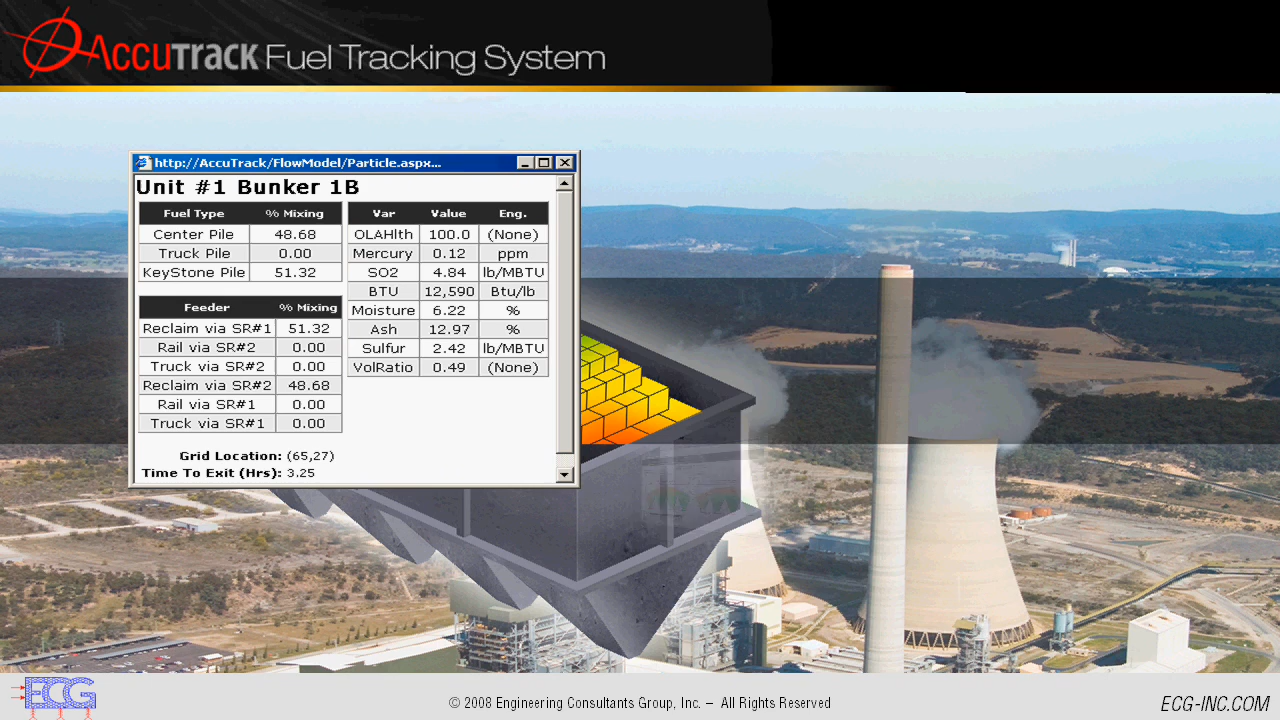 AccuTRACK Fuel Tracking System
http://AccuTrack/FlowModel/Particle.aspx...
Unit #1 Bunker 1B
Fuel Type % Mixing
Center Pile 48.68
Truck Pile 0.00
KeyStone Pile 51.32
Feeder % Mixing
Reclaim via SR#1 51.32
Rail via SR#2 0.00
Truck via SR#2 0.00
Reclaim via SR#2 48.68
Rail via SR#1 0.00
Truck via SR#1 0.00
Grid Location: (65,27)
Time To Exit (Hrs): 3.25
Var Value Eng.
OLAHlth 100.0 (None)
Mercury 0.12 ppm
SO2 4.84 lb/MBTU
BTU 12,590 Btu/lb
Moisture 6.22 %
Ash 12.97 %
Sulfur 2.42 lb/MBTU
VolRatio 0.49 (None)
ECG
© 2008 Engineering Consultants Group, Inc. – All Rights Reserved
ECG-INC.COM